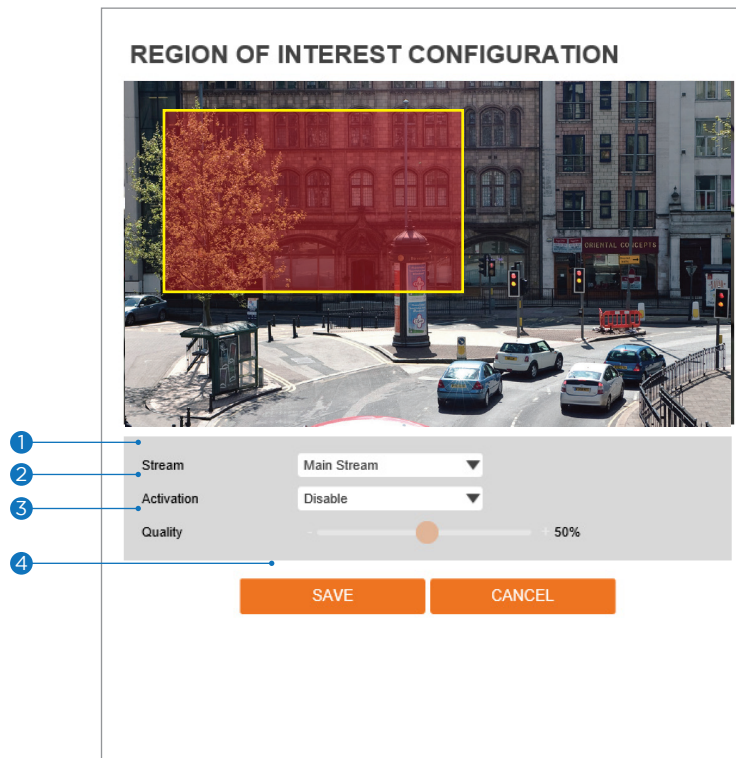 REGION OF INTEREST CONFIGURATION
ORIENTAL CONCEPTS
1
Stream
Main Stream
2
Activation
Disable
3
Quality
- + 50%
4
SAVE
CANCEL